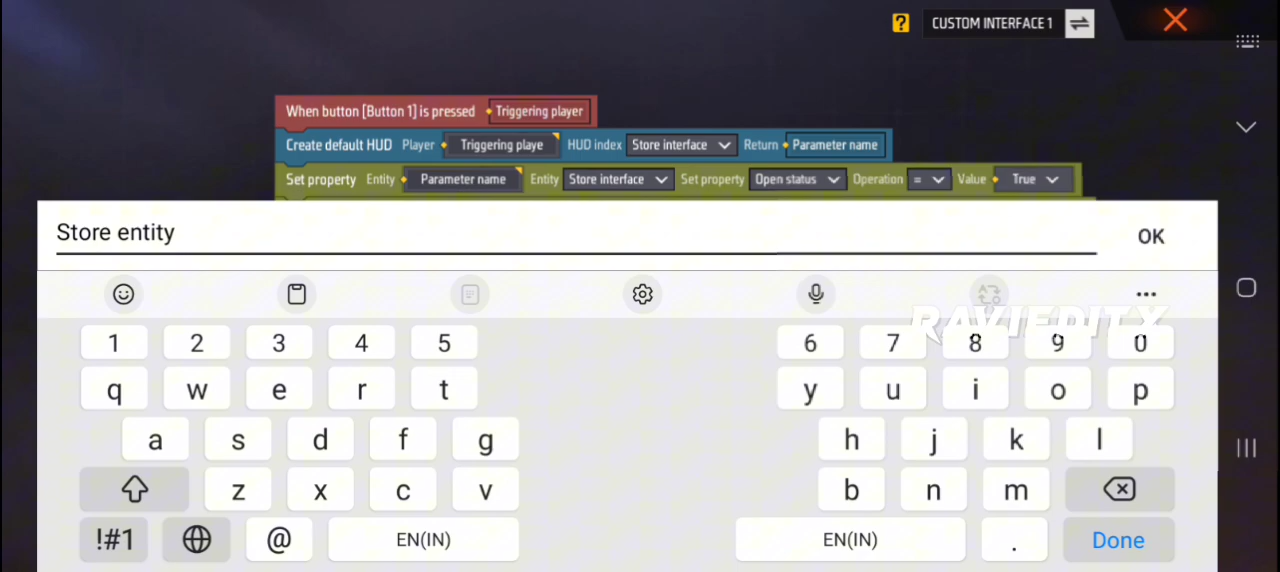 ? CUSTOM INTERFACE 1
When button [Button 1] is pressed Triggering player
Create default HUD Player Triggering playe HUD index Store interface Return Parameter name
Set property Entity Parameter name Entity Store interface Set property Open status Operation = Value True
Store entity OK
RAVIEDITX
1 2 3 4 5 6 7 8 9 0
q w e r t y u i o p
a s d f g h j k l
z x c v b n m
!#1 @ EN(IN) EN(IN) . Done